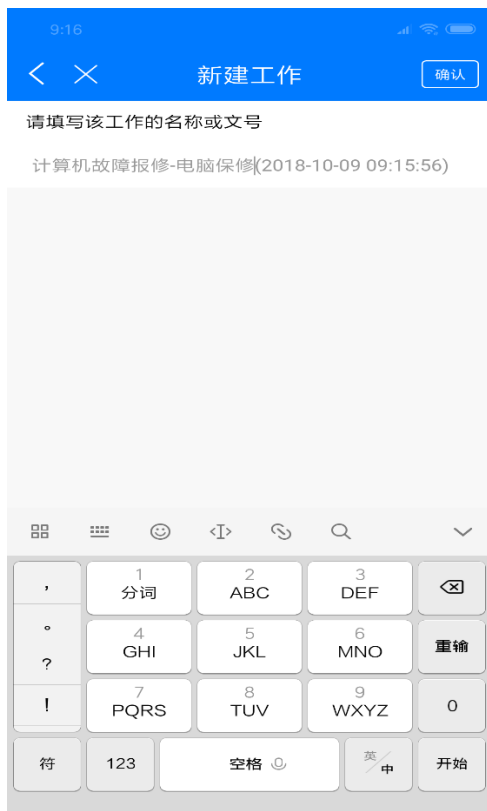 9:16
新建工作
确认
请填写该工作的名称或文号
计算机故障报修-电脑保修(2018-10-09 09:15:56)
,
1
分词
2
ABC
3
DEF
。
4
GHI
5
JKL
6
MNO
重输
?
!
7
PQRS
8
TUV
9
WXYZ
0
符
123
空格
英/中
开始